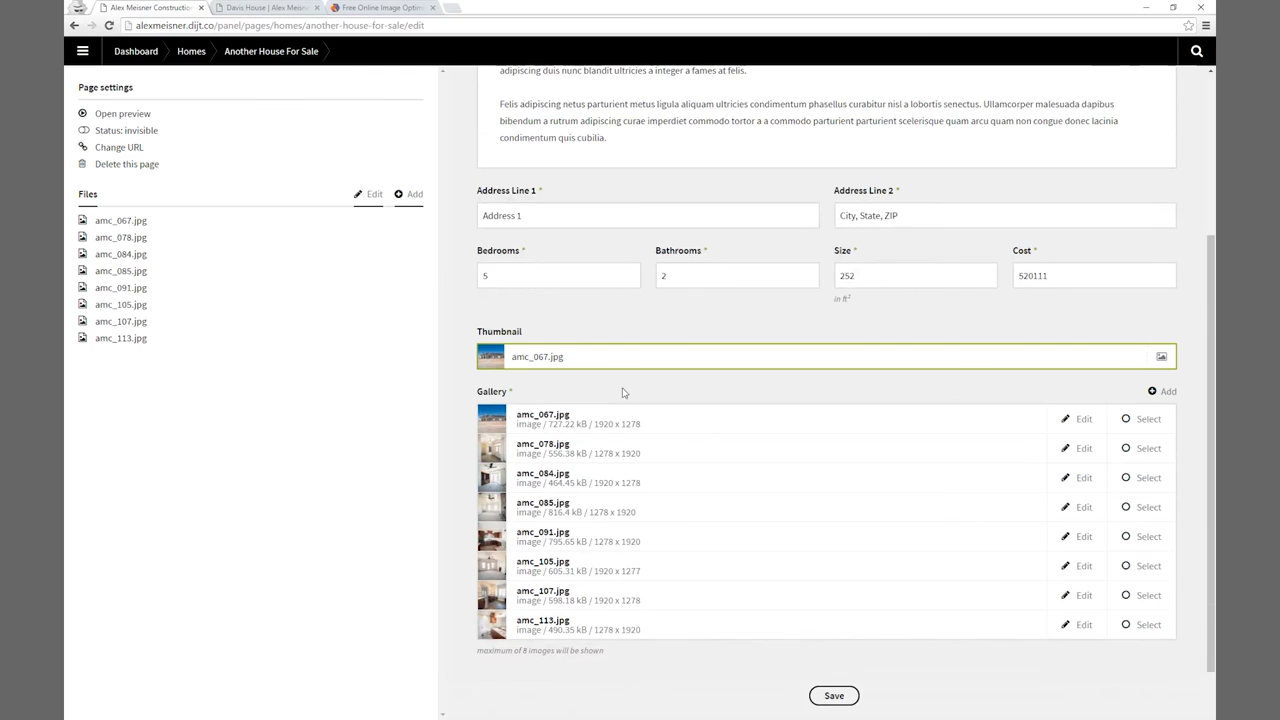 Alex Meisner Constructio
Davis House | Alex Meisn
Free Online Image Optim
alexmeisner.dijt.co/panel/pages/homes/another-house-for-sale/edit
Dashboard Homes Another House For Sale
Page settings
Open preview
Status: invisible
Change URL
Delete this page
Files Edit Add
amc_067.jpg
amc_078.jpg
amc_084.jpg
amc_085.jpg
amc_091.jpg
amc_105.jpg
amc_107.jpg
amc_113.jpg
adipiscing duis nunc blandit ultricies a integer a fames at felis.
Felis adipiscing netus parturient metus ligula aliquam ultricies condimentum phasellus curabitur nisl a lobortis senectus. Ullamcorper malesuada dapibus
bibendum a rutrum adipiscing curae imperdiet commodo tortor a a commodo parturient parturient scelerisque quam arcu quam non congue donec lacinia
condimentum quis cubilia.
Address Line 1 * Address Line 2 *
Address 1 City, State, ZIP
Bedrooms * Bathrooms * Size * Cost *
5 2 252 520111
in ft²
Thumbnail
amc_067.jpg
Gallery * Add
amc_067.jpg
image / 727.22 kB / 1920 x 1278 Edit Select
amc_078.jpg
image / 556.38 kB / 1278 x 1920 Edit Select
amc_084.jpg
image / 464.45 kB / 1920 x 1278 Edit Select
amc_085.jpg
image / 816.4 kB / 1278 x 1920 Edit Select
amc_091.jpg
image / 795.65 kB / 1278 x 1920 Edit Select
amc_105.jpg
image / 605.31 kB / 1920 x 1277 Edit Select
amc_107.jpg
image / 598.18 kB / 1920 x 1278 Edit Select
amc_113.jpg
image / 490.35 kB / 1278 x 1920 Edit Select
maximum of 8 images will be shown
Save